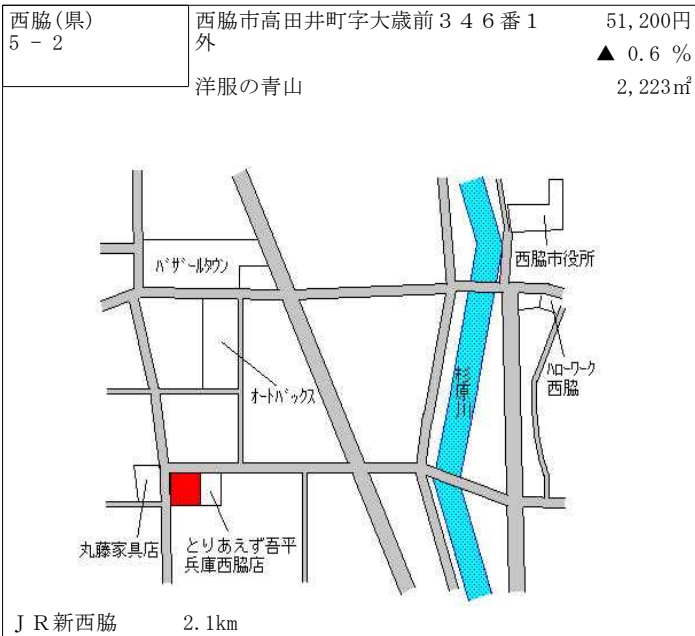 西脇(県)
5 - 2
西脇市高田井町字大歳前３４６番１
外
51,200円
▲ 0.6 %
洋服の青山
2,223㎡
バザールタウン
西脇市役所
オートバックス
杉原川
ハローワーク
西脇
丸藤家具店
とりあえず吾平
兵庫西脇店
ＪＲ新西脇 2.1km